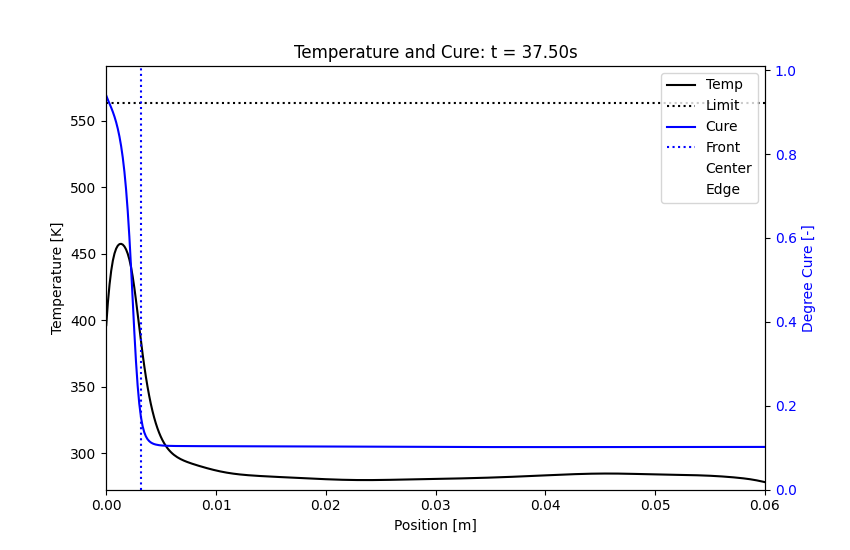 Temperature and Cure: t = 37.50s
Temperature [K]
550
500
450
400
350
300
Temp
Limit
Cure
Front
Center
Edge
1.0
0.8
0.6
0.4
0.2
0.0
Degree Cure [-]
0.00 0.01 0.02 0.03 0.04 0.05 0.06
Position [m]